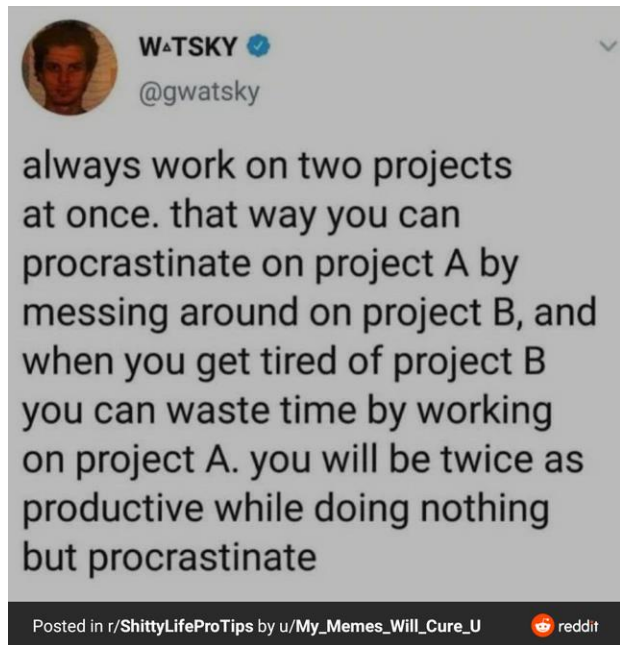 W▵TSKY
@gwatsky
always work on two projects
at once. that way you can
procrastinate on project A by
messing around on project B, and
when you get tired of project B
you can waste time by working
on project A. you will be twice as
productive while doing nothing
but procrastinate
Posted in r/ShittyLifeProTips by u/My_Memes_Will_Cure_U reddit